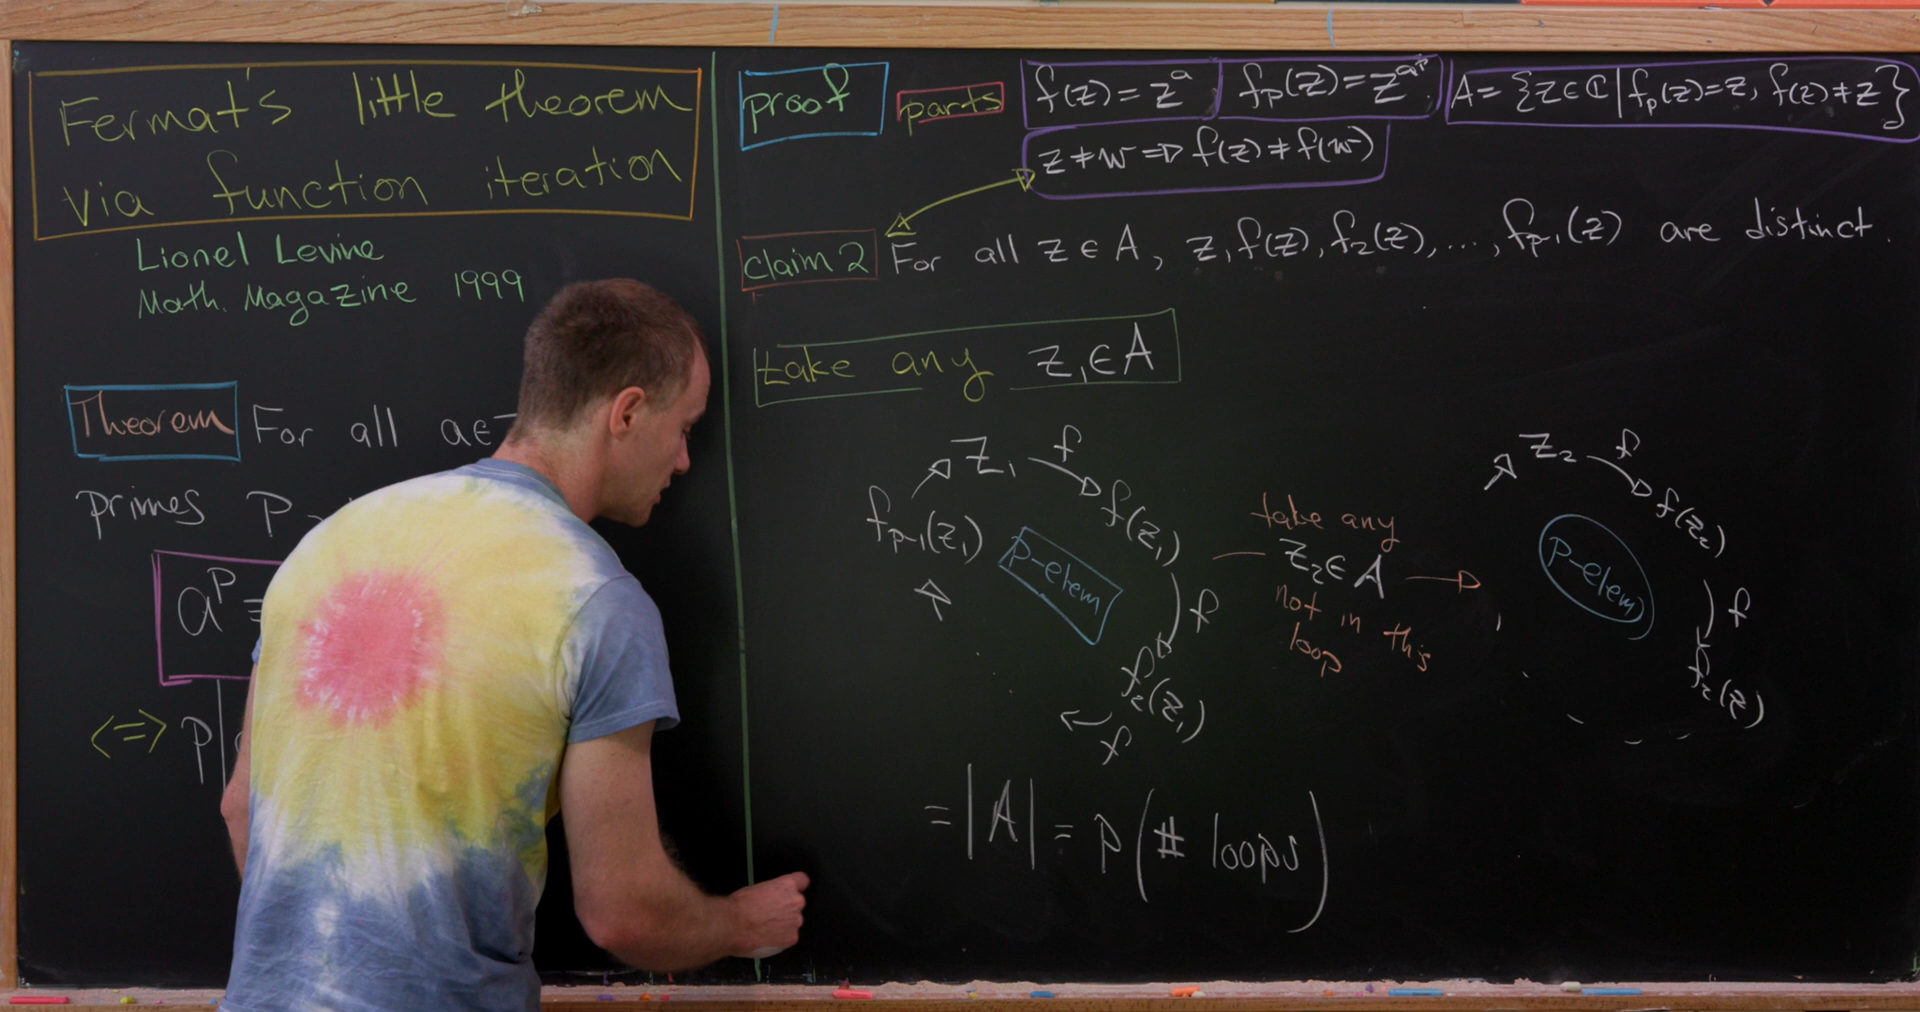 Fermat's little theorem
via function iteration
Lionel Levine
Math. Magazine 1999
Theorem For all a∈
primes P
a^p ≡
<=> p|
proof parts f(z)=z^a f_p(z)=z^{a^p} A={z∈ℂ|f_p(z)=z, f(z)≠z}
z≠w ⇒ f(z)≠f(w)
claim 2 For all z∈A, z, f(z), f_2(z), ..., f_{p-1}(z) are distinct.
take any z_1∈A
z_1 f
f(z_1)
f
f_2(z_1)
f
f_{p-1}(z_1)
p-elem
take any
z_2∈A
not in this
loop
z_2 f
f(z_2)
f
f_2(z)
p-elem
=|A|= p(# loops)